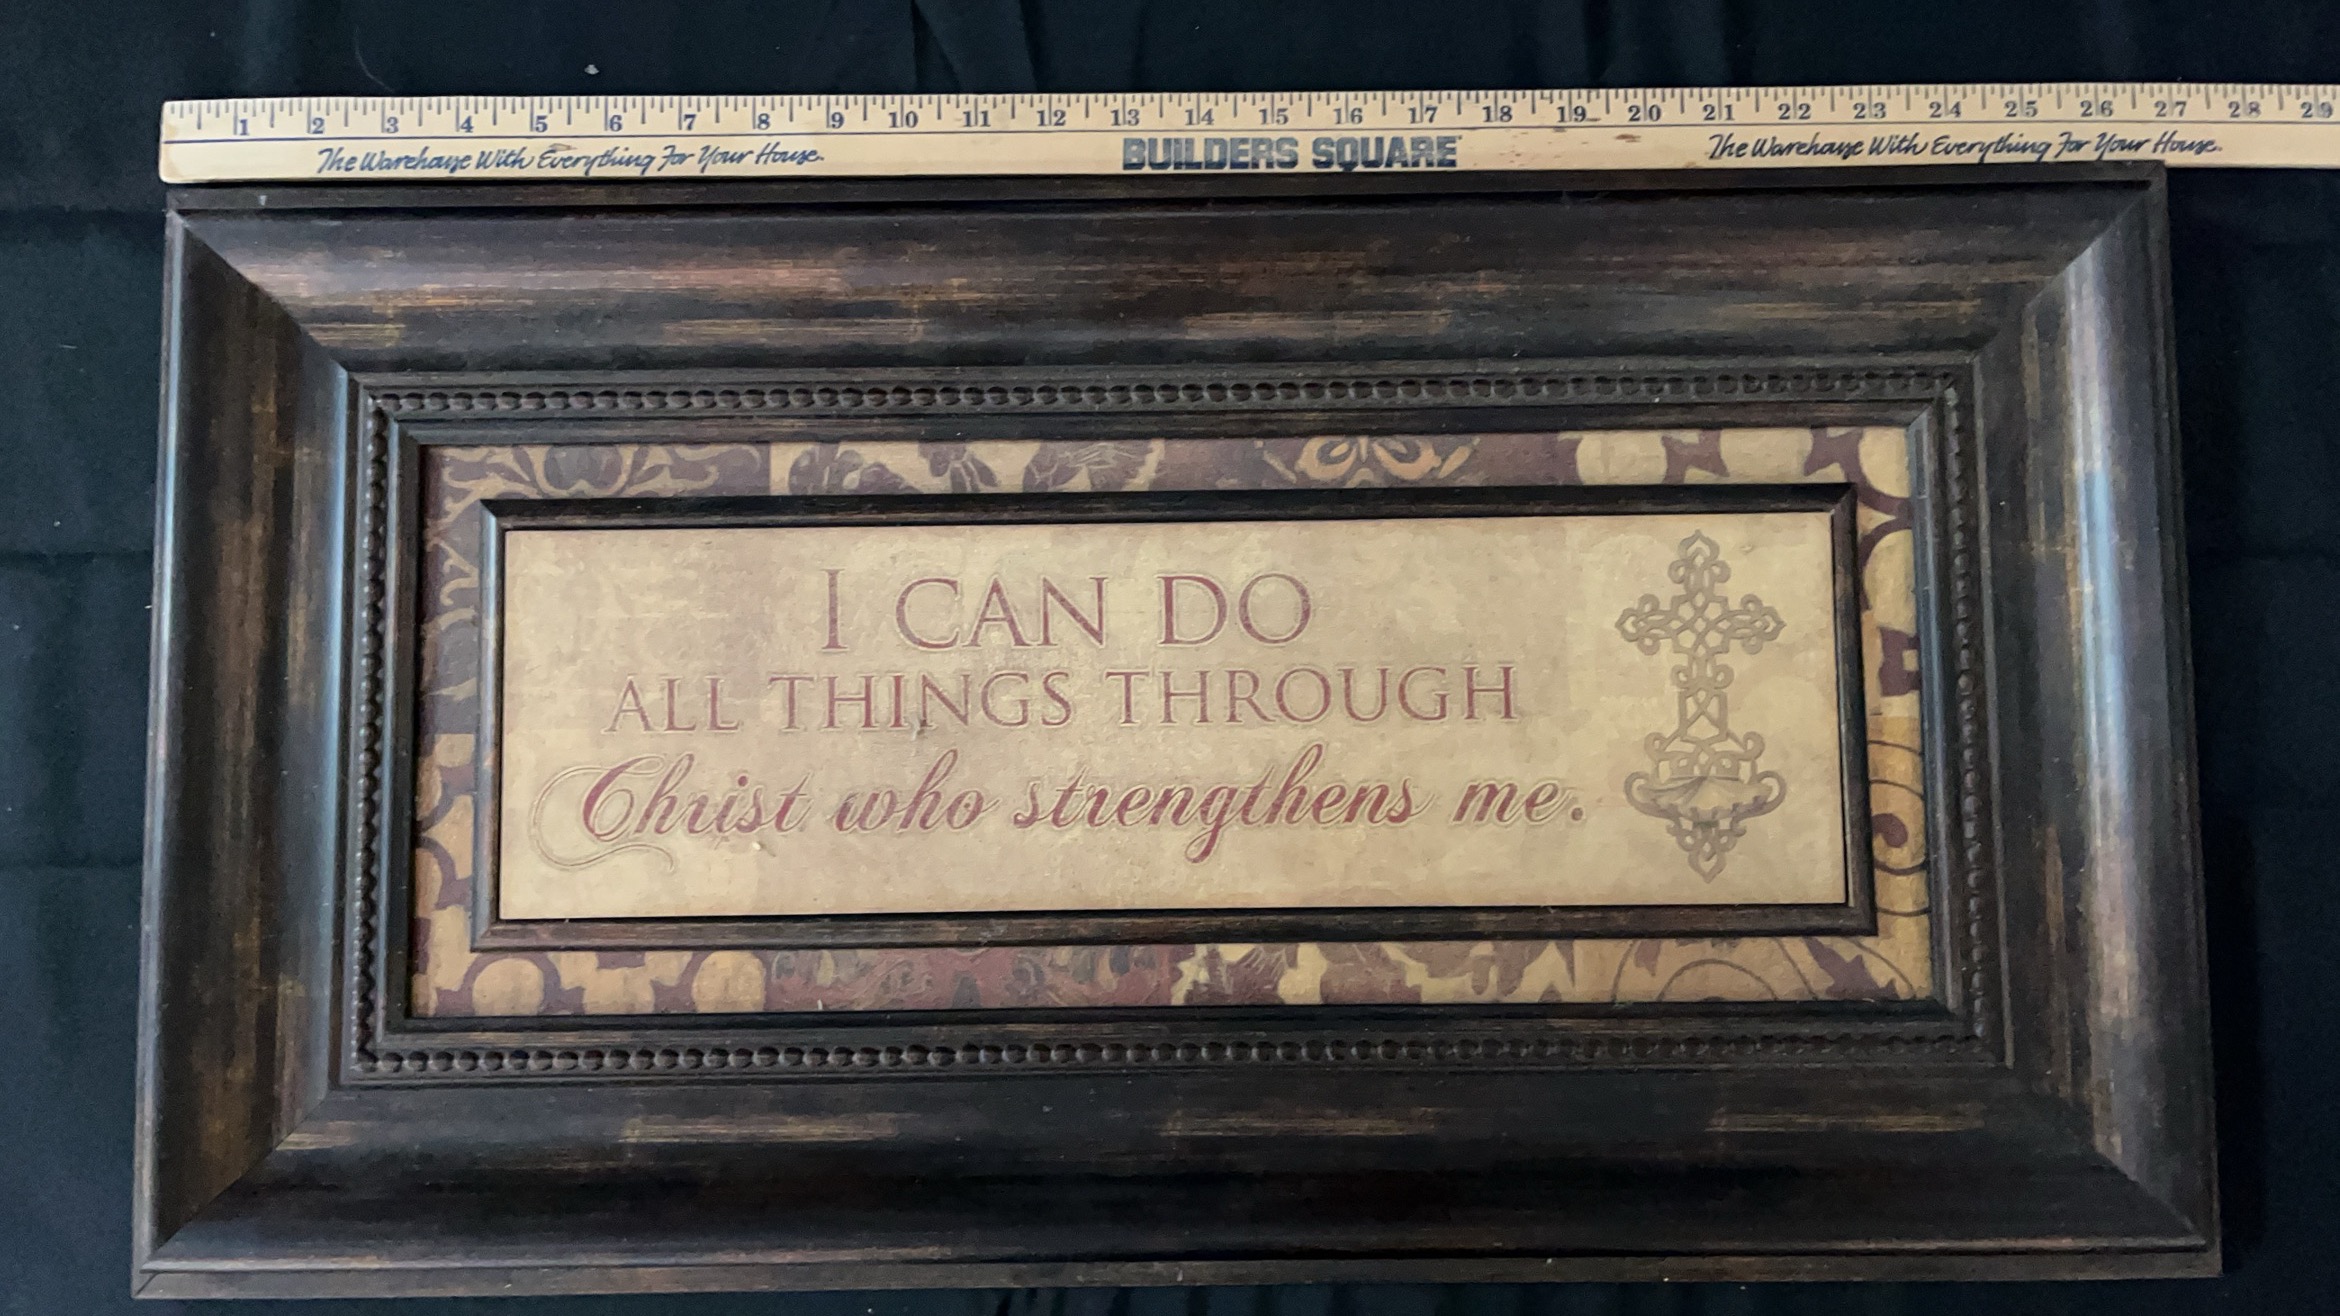 1 2 3 4 5 6 7 8 9 10 11 12 13 14 15 16 17 18 19 20 21 22 23 24 25 26 27 28 29
The Warehouse With Everything For Your House. BUILDERS SQUARE The Warehouse With Everything For Your House.
I CAN DO
ALL THINGS THROUGH
Christ who strengthens me.